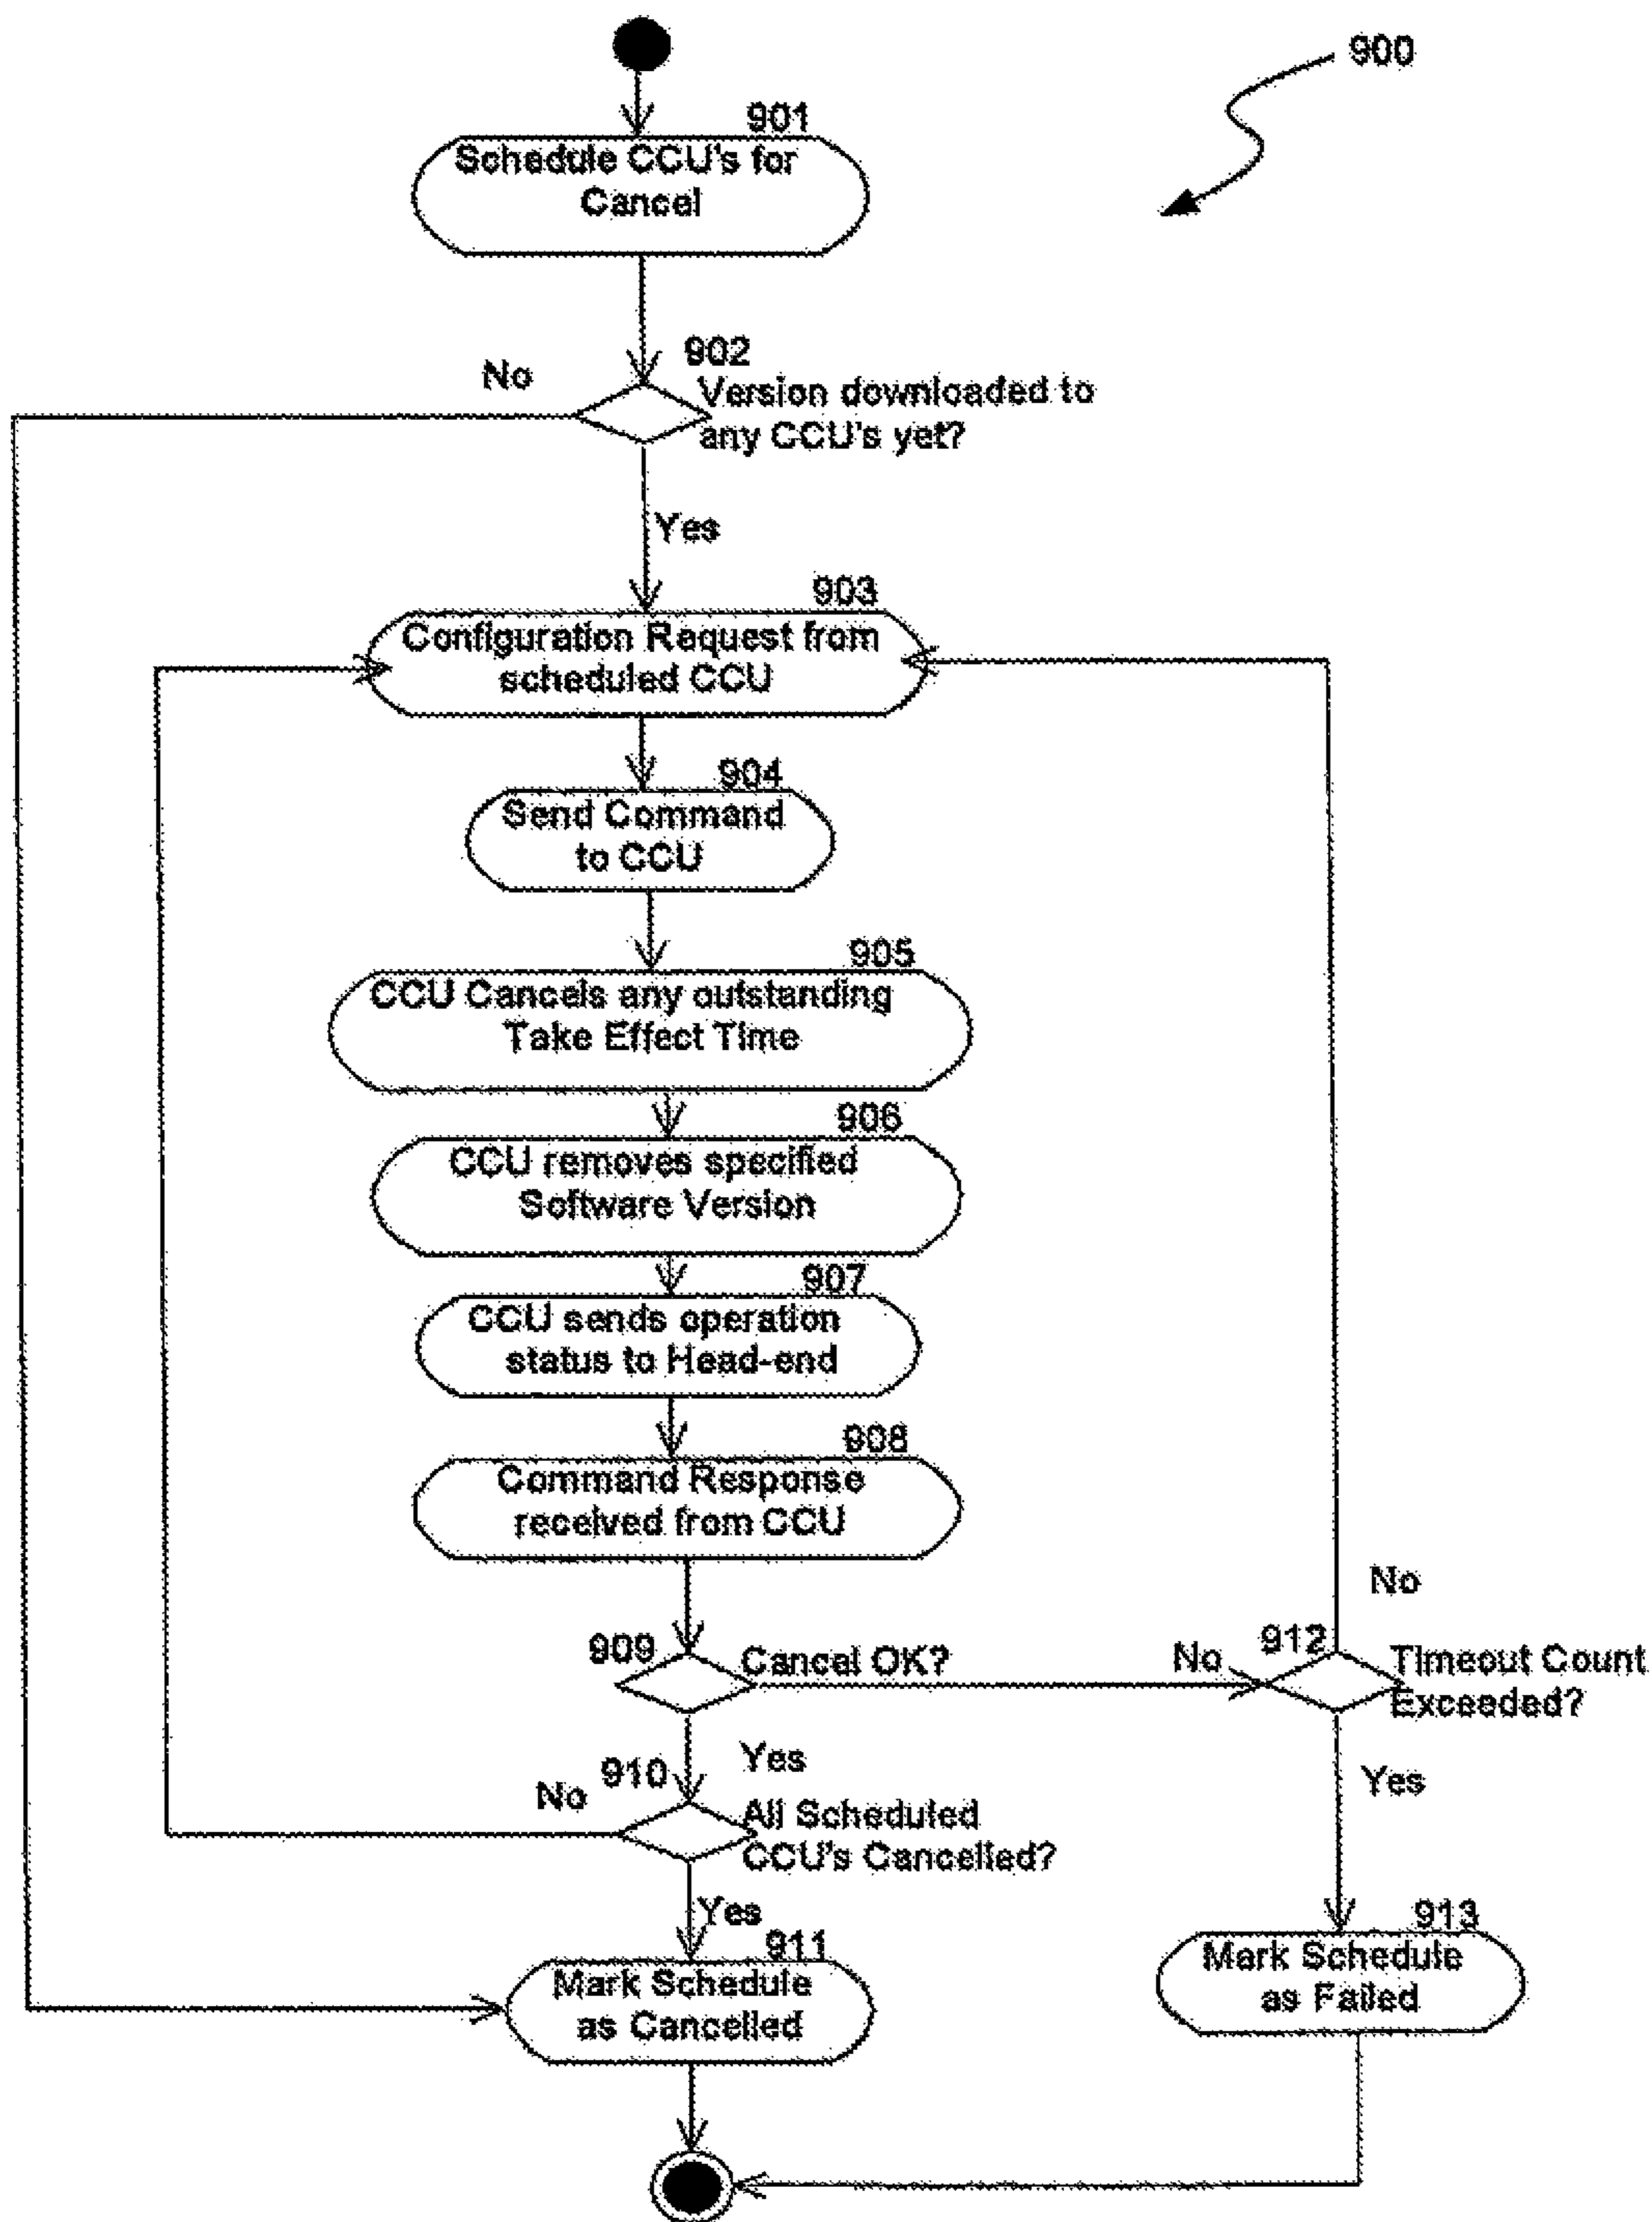 900
901
Schedule CCU's for
Cancel
902
No
Version downloaded to
any CCU's yet?
Yes
903
Configuration Request from
scheduled CCU
904
Send Command
to CCU
905
CCU Cancels any outstanding
Take Effect Time
906
CCU removes specified
Software Version
907
CCU sends operation
status to Head-end
908
Command Response
received from CCU
No
909
Cancel OK?
No
912
Timeout Count
Exceeded?
Yes
910
No
Yes
All Scheduled
CCU's Cancelled?
Yes
911
Mark Schedule
as Cancelled
913
Mark Schedule
as Failed